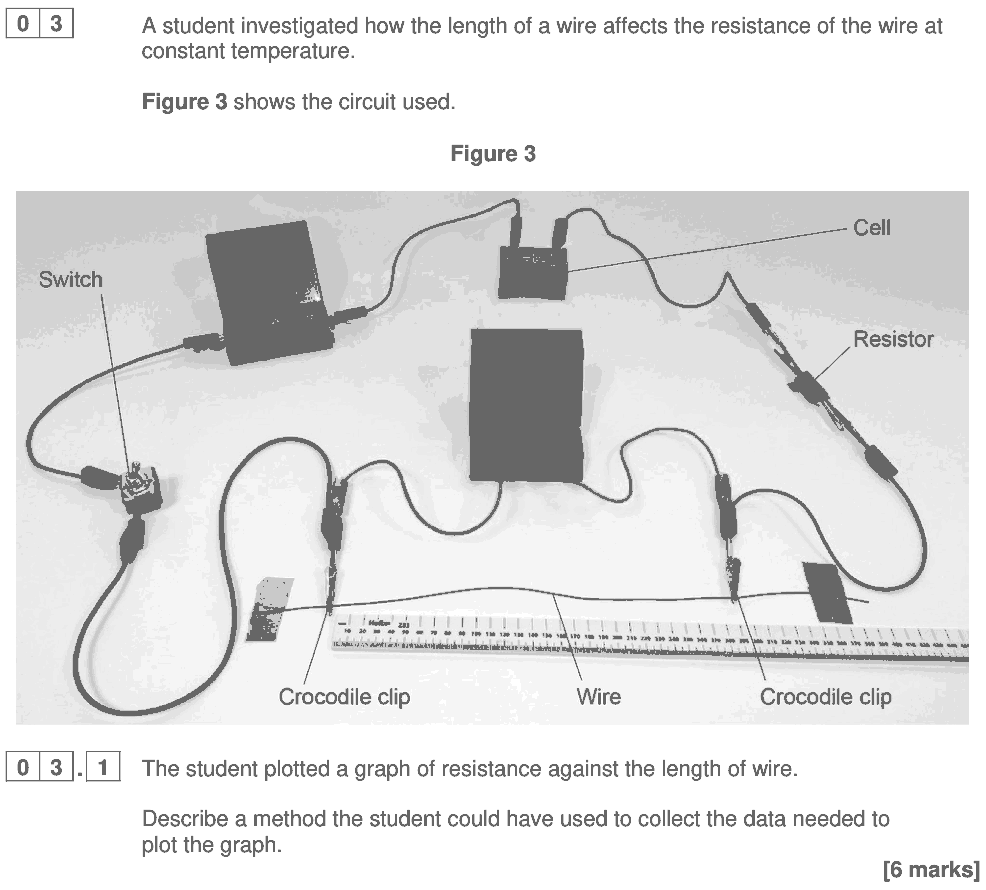 0 3
A student investigated how the length of a wire affects the resistance of the wire at
constant temperature.
Figure 3 shows the circuit used.
Figure 3
Cell
Switch
Resistor
Crocodile clip
Wire
Crocodile clip
0 3 . 1
The student plotted a graph of resistance against the length of wire.
Describe a method the student could have used to collect the data needed to
plot the graph.
[6 marks]